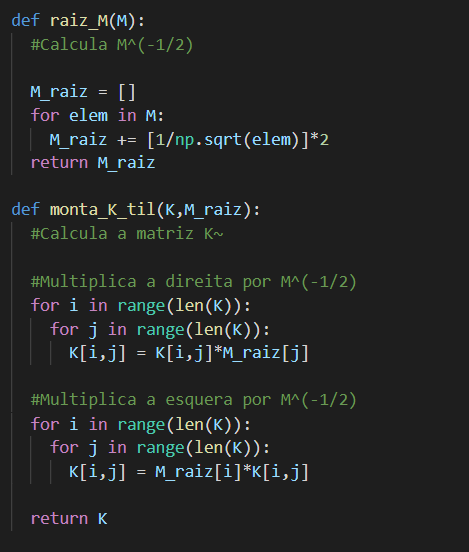 def raiz_M(M):
  #Calcula M^(-1/2)

  M_raiz = []
  for elem in M:
    M_raiz += [1/np.sqrt(elem)]*2
  return M_raiz

def monta_K_til(K,M_raiz):
  #Calcula a matriz K~

  #Multiplica a direita por M^(-1/2)
  for i in range(len(K)):
    for j in range(len(K)):
      K[i,j] = K[i,j]*M_raiz[j]

  #Multiplica a esquera por M^(-1/2)
  for i in range(len(K)):
    for j in range(len(K)):
      K[i,j] = M_raiz[i]*K[i,j]

  return K